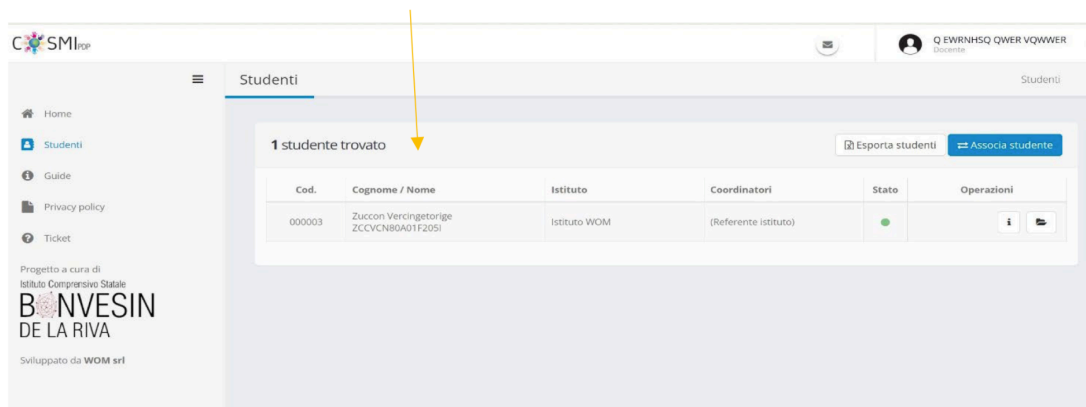 COSMI POP
Q EWRNHSQ QWER VQWWER
Docente
Studenti
Studenti
Home
Studenti
Guide
Privacy policy
Ticket
Progetto a cura di
Istituto Comprensivo Statale
BONVESIN
DE LA RIVA
Sviluppato da WOM srl
1 studente trovato
Esporta studenti
Associa studente
Cod. Cognome / Nome Istituto Coordinatori Stato Operazioni
000003 Zuccon Vercingetorige Istituto WOM (Referente istituto)
ZCCVCN80A01F205I